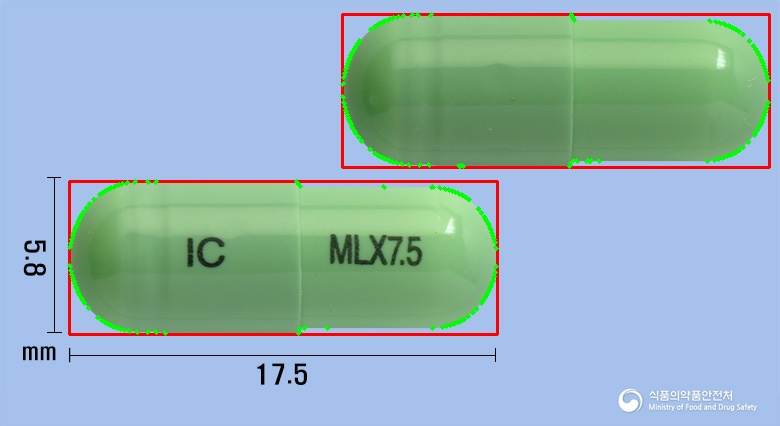 IC MLX7.5
5.8
mm
17.5
식품의약품안전처
Ministry of Food and Drug Safety